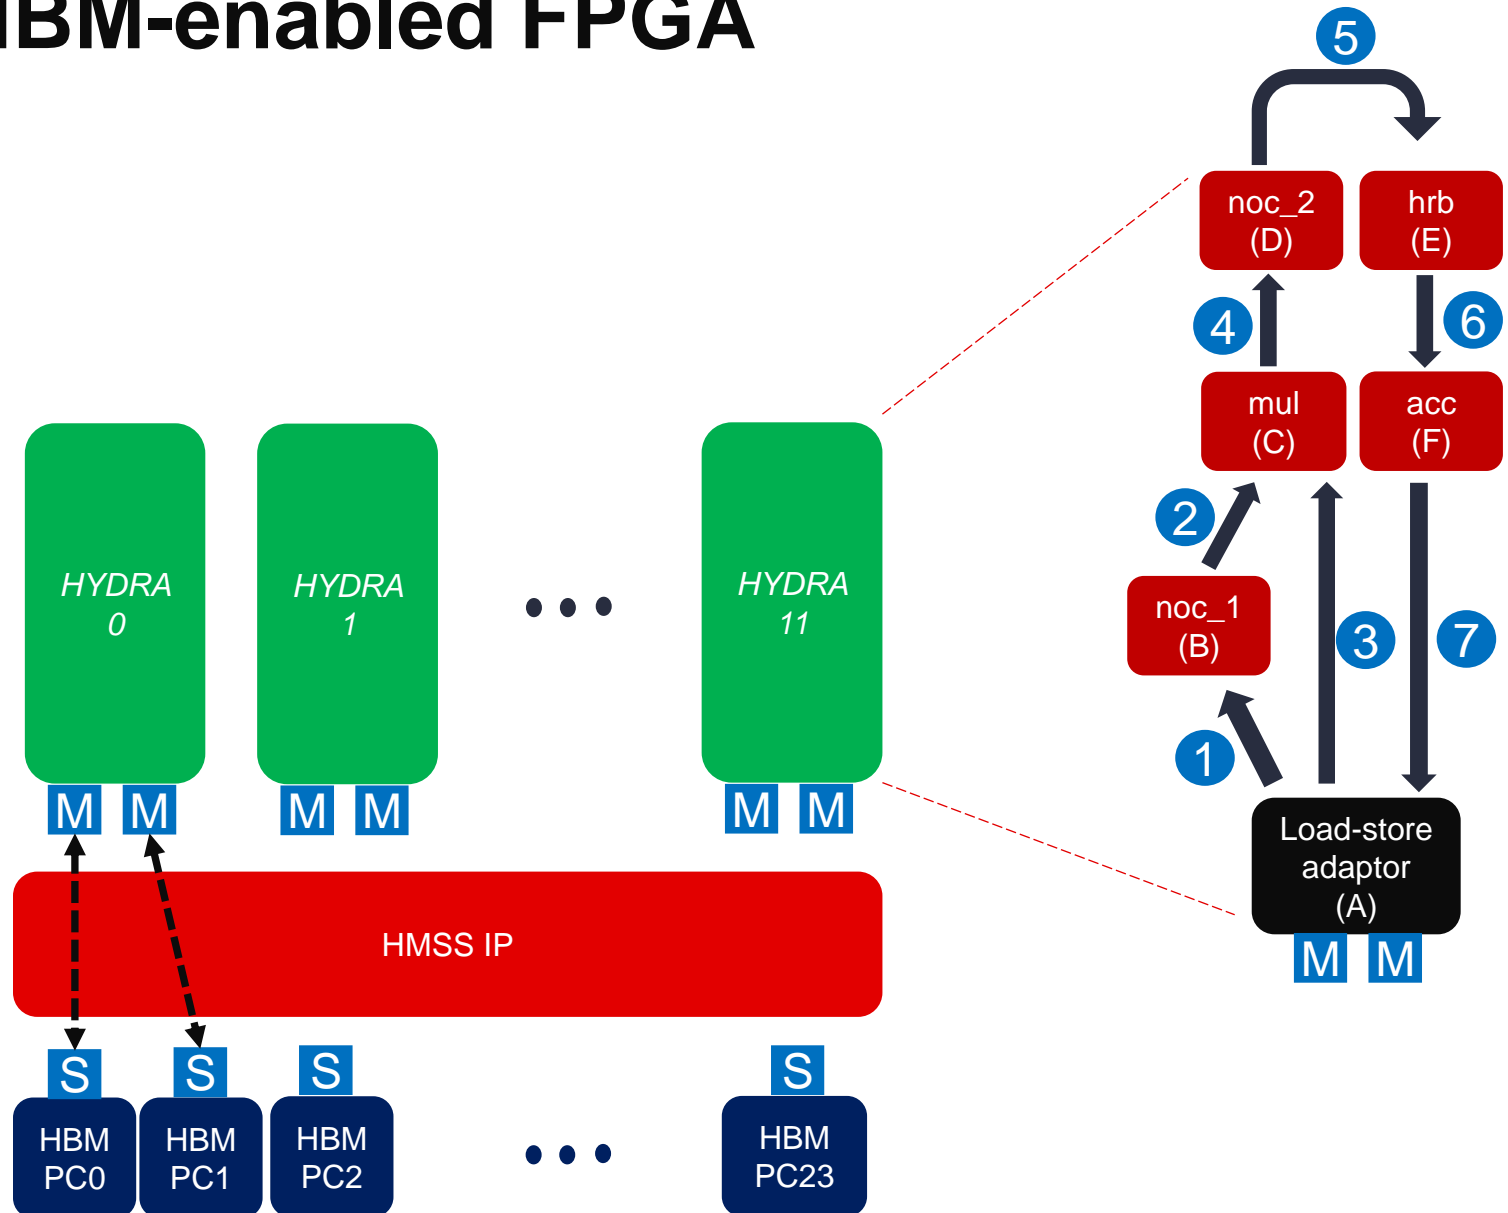 HBM-enabled FPGA
5
noc_2
(D)
hrb
(E)
4
6
mul
(C)
acc
(F)
2
noc_1
(B)
3
7
1
Load-store
adaptor
(A)
M M
HYDRA
0
HYDRA
1
HYDRA
11
M M
M M
M M
HMSS IP
S
S
S
S
HBM
PC0
HBM
PC1
HBM
PC2
HBM
PC23